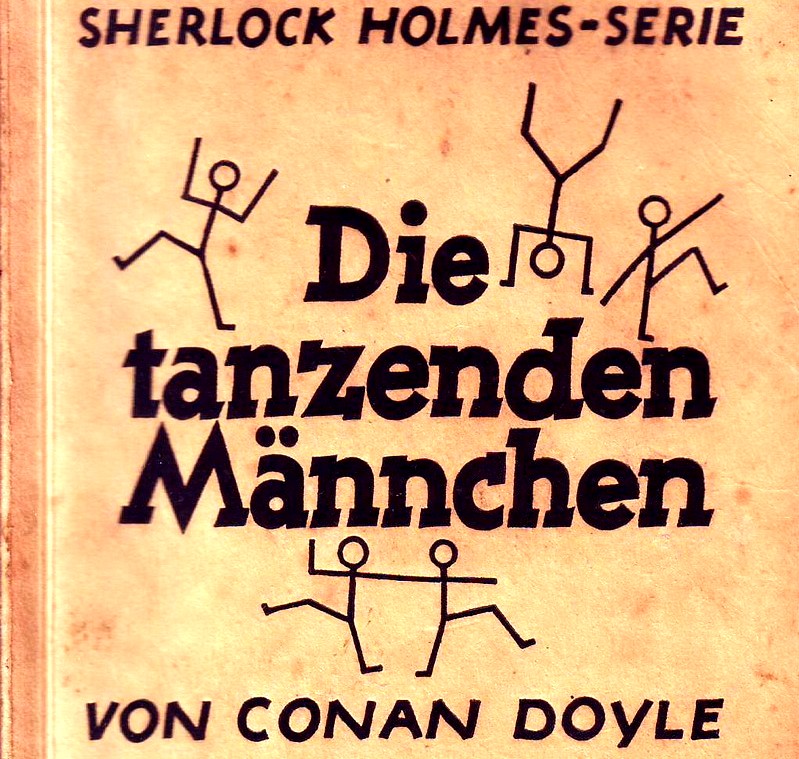 SHERLOCK HOLMES-SERIE
Die
tanzenden
Männchen
VON CONAN DOYLE